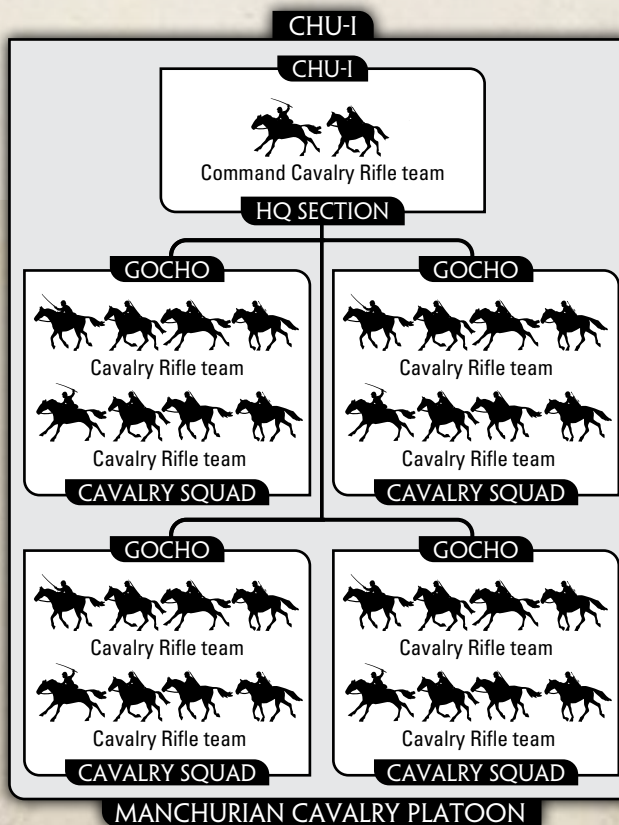 CHU-I
CHU-I
Command Cavalry Rifle team
HQ SECTION
GOCHO
Cavalry Rifle team
Cavalry Rifle team
CAVALRY SQUAD
GOCHO
Cavalry Rifle team
Cavalry Rifle team
CAVALRY SQUAD
GOCHO
Cavalry Rifle team
Cavalry Rifle team
CAVALRY SQUAD
GOCHO
Cavalry Rifle team
Cavalry Rifle team
CAVALRY SQUAD
MANCHURIAN CAVALRY PLATOON